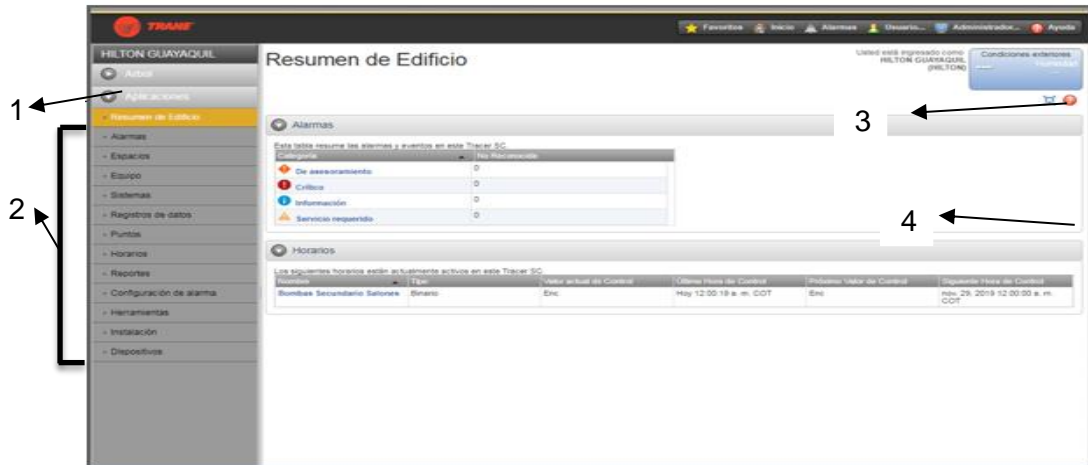 TRANE
Favoritos Inicio Alarmas Usuario... Administrador... Ayuda
HILTON GUAYAQUIL
Árbol
Aplicaciones
Resumen de Edificio
Alarmas
Espacios
Equipo
Sistemas
Registros de datos
Puntos
Horarios
Reportes
Configuración de alarma
Herramientas
Instalación
Dispositivos
1
2
Resumen de Edificio
Usted está ingresado como
HILTON GUAYAQUIL
(HILTON)
Condiciones exteriores
Humedad
3
Alarmas
Esta tabla resume las alarmas y eventos en este Tracer SC.
Categoría No Reconocido
De asesoramiento 0
Crítico 0
Información 0
Servicio requerido 0
4
Horarios
Los siguientes horarios están actualmente activos en este Tracer SC.
Nombre Tipo Valor actual de Control Última Hora de Control Próximo Valor de Control Siguiente Hora de Control
Bombas Secundario Salones Binario Enc Hoy 12:00:19 a. m. COT Enc nov. 29, 2019 12:00:00 a. m.
COT